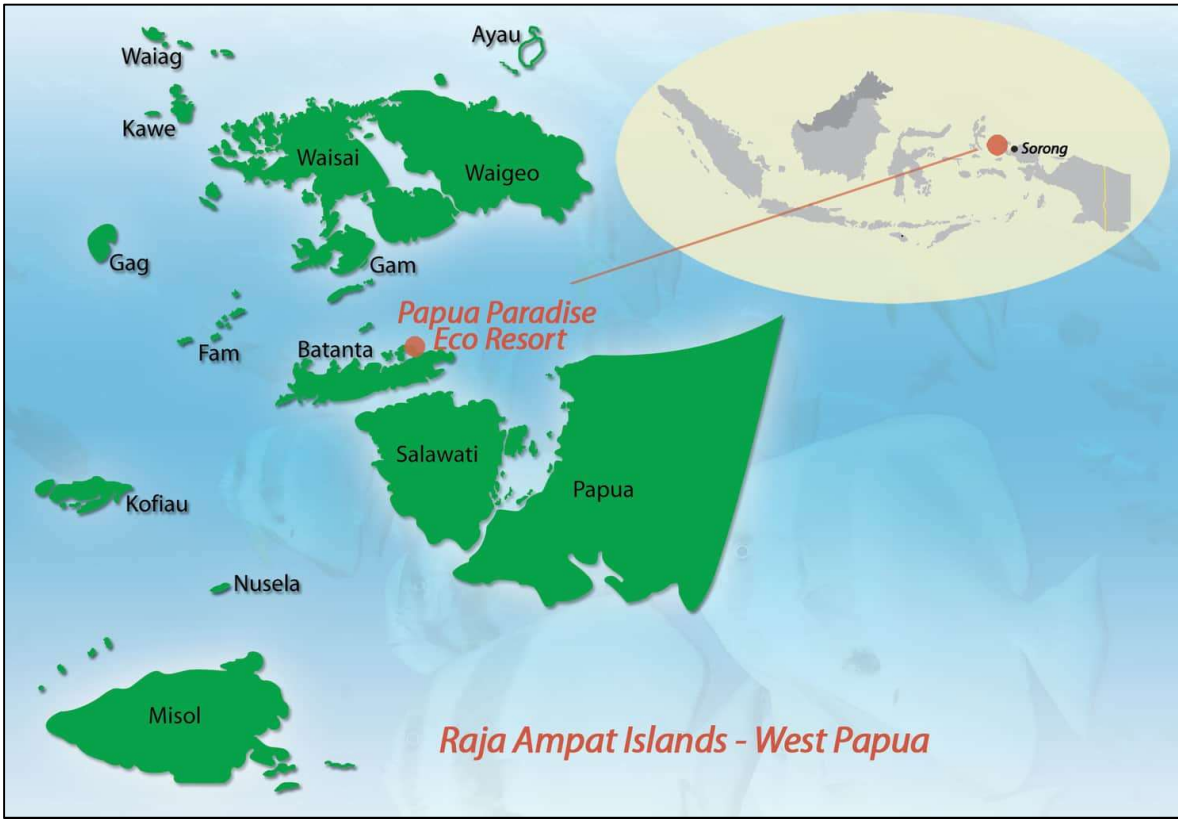 Ayau
Waiag
Kawe
Sorong
Waisai
Waigeo
Gag
Gam
Papua Paradise
Eco Resort
Fam
Batanta
Salawati
Papua
Kofiau
Nusela
Misol
Raja Ampat Islands - West Papua